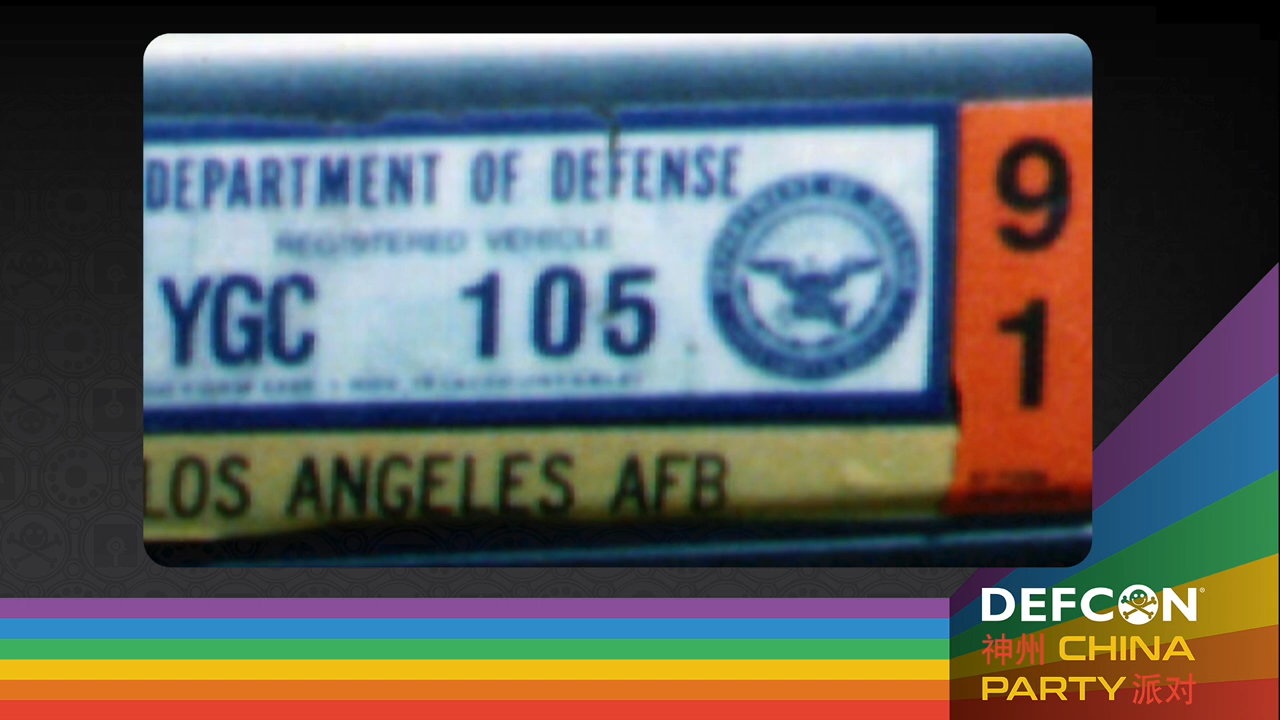 DEPARTMENT OF DEFENSE
REGISTERED VEHICLE
YGC 105
LOS ANGELES AFB
9
1
DEFCON®
神州 CHINA
PARTY 派对